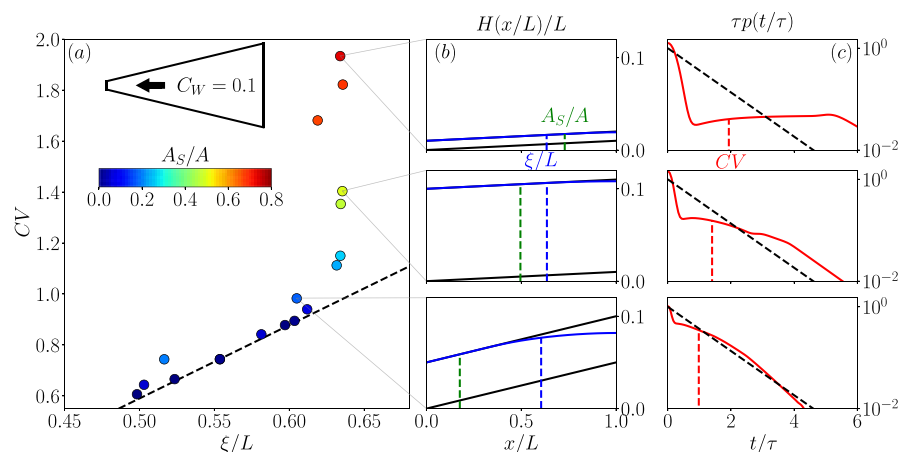 H(x/L)/L
τp(t/τ)
(a)
C_W = 0.1
A_S/A
0.0 0.2 0.4 0.6 0.8
CV
2.0
1.8
1.6
1.4
1.2
1.0
0.8
0.6
0.45 0.50 0.55 0.60 0.65
ξ/L
(b)
A_S/A
0.1
0.0
ξ/L
0.1
0.0
0.1
0.0
0.0 0.5 1.0
x/L
(c)
10^0
10^{-2}
CV
10^0
10^{-2}
10^0
10^{-2}
0 2 4 6
t/τ